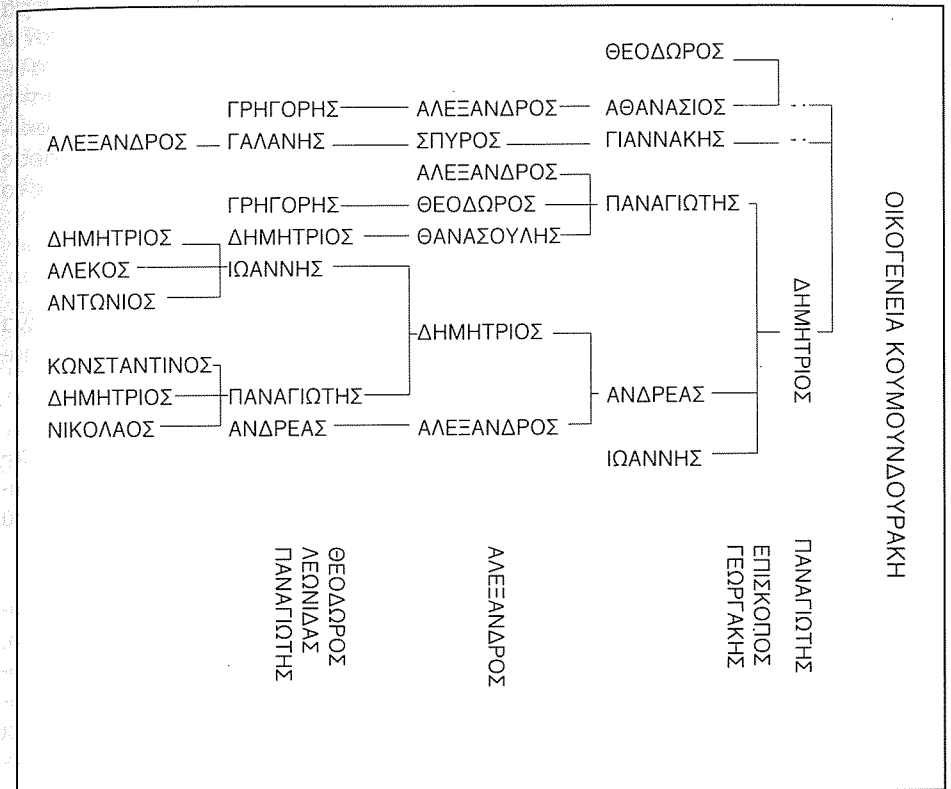 ΘΕΟΔΩΡΟΣ
ΓΡΗΓΟΡΗΣ ΑΛΕΞΑΝΔΡΟΣ ΑΘΑΝΑΣΙΟΣ
ΑΛΕΞΑΝΔΡΟΣ ΓΑΛΑΝΗΣ ΣΠΥΡΟΣ ΓΙΑΝΝΑΚΗΣ
ΑΛΕΞΑΝΔΡΟΣ
ΓΡΗΓΟΡΗΣ ΘΕΟΔΩΡΟΣ ΠΑΝΑΓΙΩΤΗΣ
ΔΗΜΗΤΡΙΟΣ ΔΗΜΗΤΡΙΟΣ ΘΑΝΑΣΟΥΛΗΣ
ΑΛΕΚΟΣ ΙΩΑΝΝΗΣ
ΑΝΤΩΝΙΟΣ
ΔΗΜΗΤΡΙΟΣ
ΚΩΝΣΤΑΝΤΙΝΟΣ
ΔΗΜΗΤΡΙΟΣ ΠΑΝΑΓΙΩΤΗΣ ΑΝΔΡΕΑΣ
ΝΙΚΟΛΑΟΣ ΑΝΔΡΕΑΣ ΑΛΕΞΑΝΔΡΟΣ
ΙΩΑΝΝΗΣ
ΔΗΜΗΤΡΙΟΣ
ΟΙΚΟΓΕΝΕΙΑ ΚΟΥΜΟΥΝΔΟΥΡΑΚΗ
ΘΕΟΔΩΡΟΣ
ΛΕΩΝΙΔΑΣ
ΠΑΝΑΓΙΩΤΗΣ
ΑΛΕΞΑΝΔΡΟΣ
ΠΑΝΑΓΙΩΤΗΣ
ΕΠΙΣΚΟΠΟΣ
ΓΕΩΡΓΑΚΗΣ